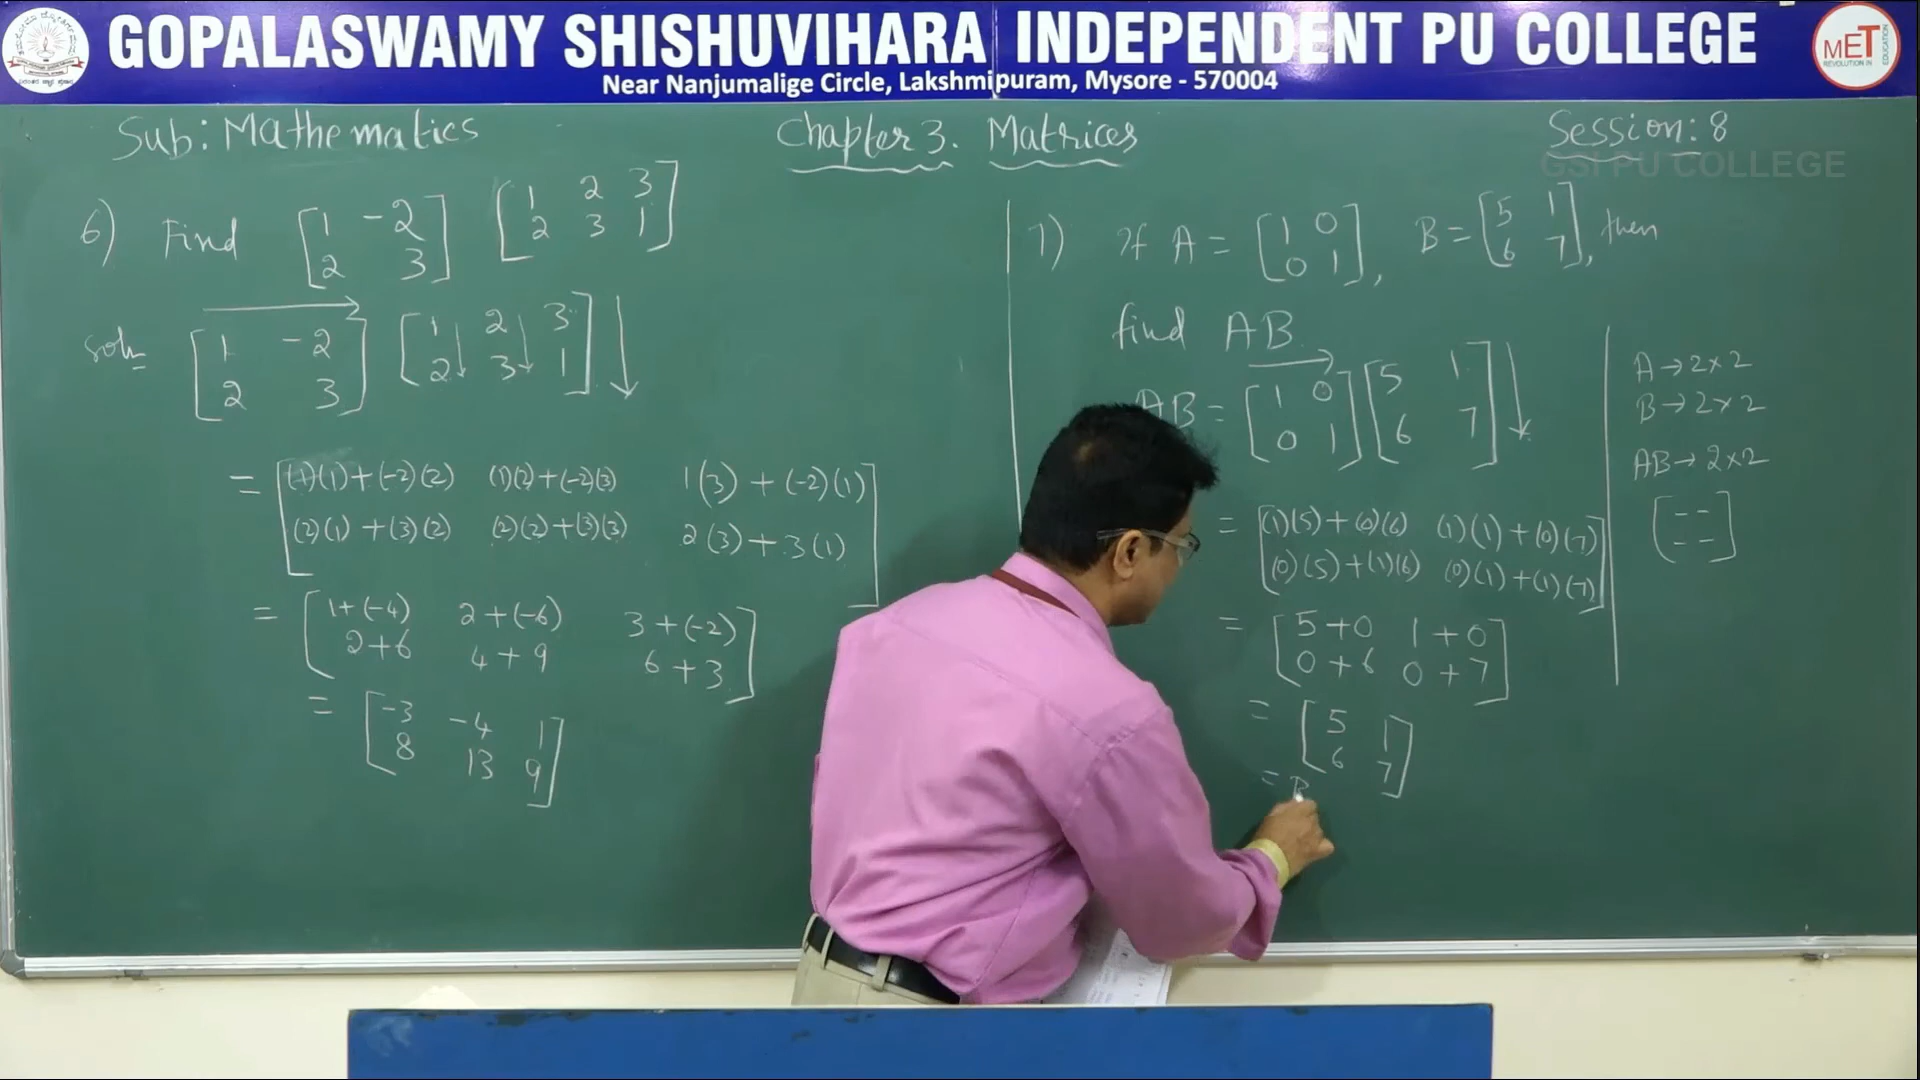 GOPALASWAMY SHISHUVIHARA INDEPENDENT PU COLLEGE
Near Nanjumalige Circle, Lakshmipuram, Mysore - 570004
MET
REVOLUTION IN EDUCATION
Sub: Mathematics
Chapter 3. Matrices
Session: 8
GSI PU COLLEGE
6) Find [1 -2
2 3] [1 2 3
2 3 1]
soln [1 -2
2 3] [1 2 3
2 3 1]
= [(1)(1)+(-2)(2) (1)(2)+(-2)(3) 1(3)+(-2)(1)
(2)(1)+(3)(2) (2)(2)+(3)(3) 2(3)+3(1)]
= [1+(-4) 2+(-6) 3+(-2)
2+6 4+9 6+3]
= [-3 -4 1
8 13 9]
7) If A = [1 0
0 1], B = [5 1
6 7], then
find AB.
AB = [1 0
0 1] [5 1
6 7]
= [(1)(5)+(0)(6) (1)(1)+(0)(7)
(0)(5)+(1)(6) (0)(1)+(1)(7)]
= [5+0 1+0
0+6 0+7]
= [5 1
6 7]
= B
A→2×2
B→2×2
AB→2×2
[- -
- -]